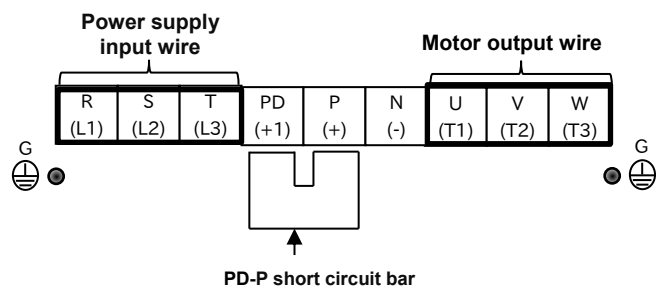 Power supply
input wire
Motor output wire
R S T PD P N U V W
(L1) (L2) (L3) (+1) (+) (-) (T1) (T2) (T3)
G G
PD-P short circuit bar